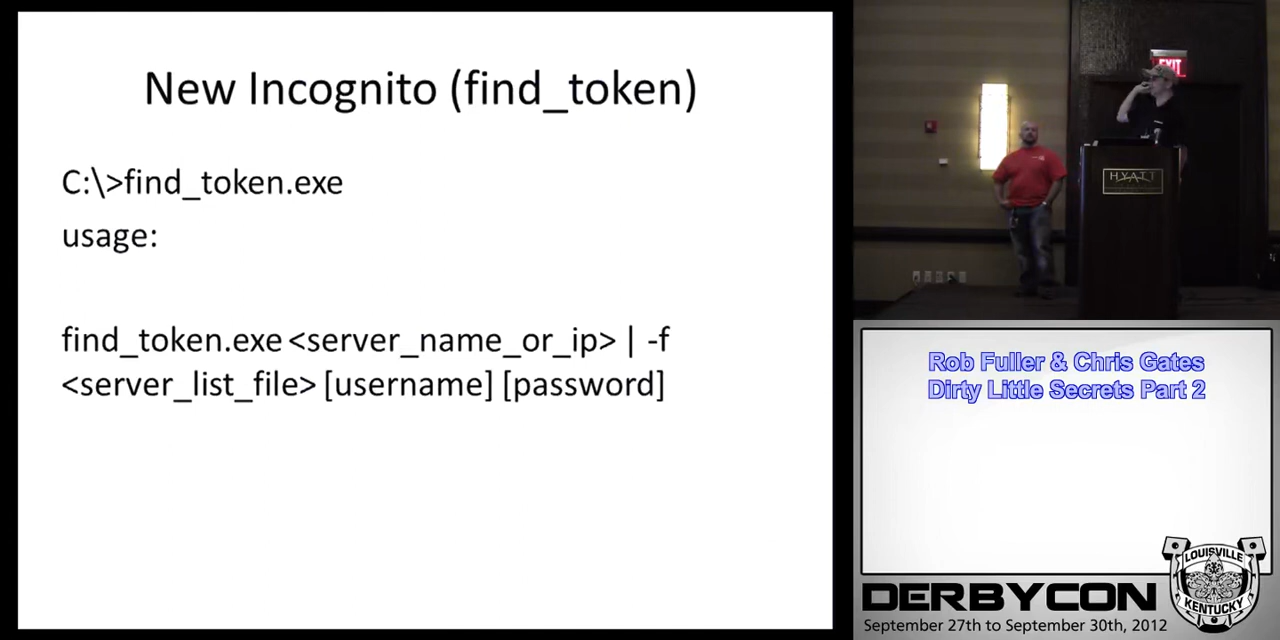 New Incognito (find_token)
C:\>find_token.exe
usage:
find_token.exe <server_name_or_ip> | -f
<server_list_file> [username] [password]
EXIT
HYATT
Rob Fuller & Chris Gates
Dirty Little Secrets Part 2
DERBYCON
September 27th to September 30th, 2012
LOUISVILLE
KENTUCKY